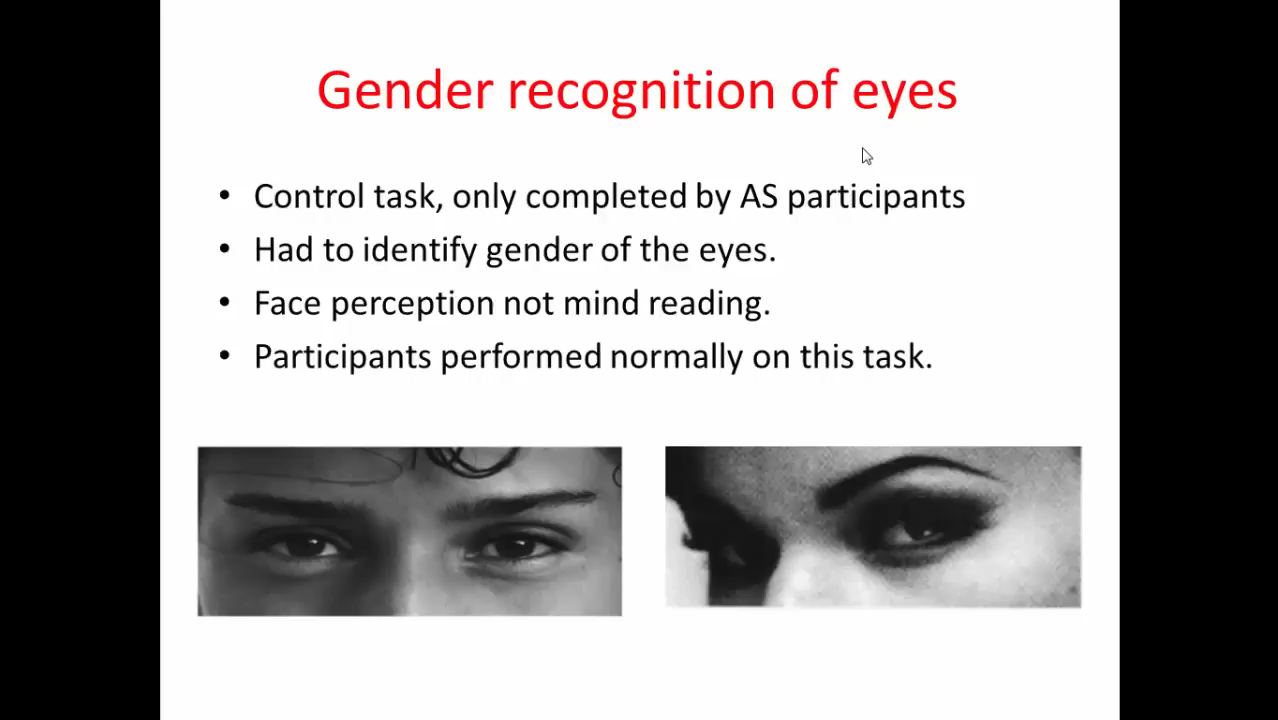 Gender recognition of eyes
• Control task, only completed by AS participants
• Had to identify gender of the eyes.
• Face perception not mind reading.
• Participants performed normally on this task.